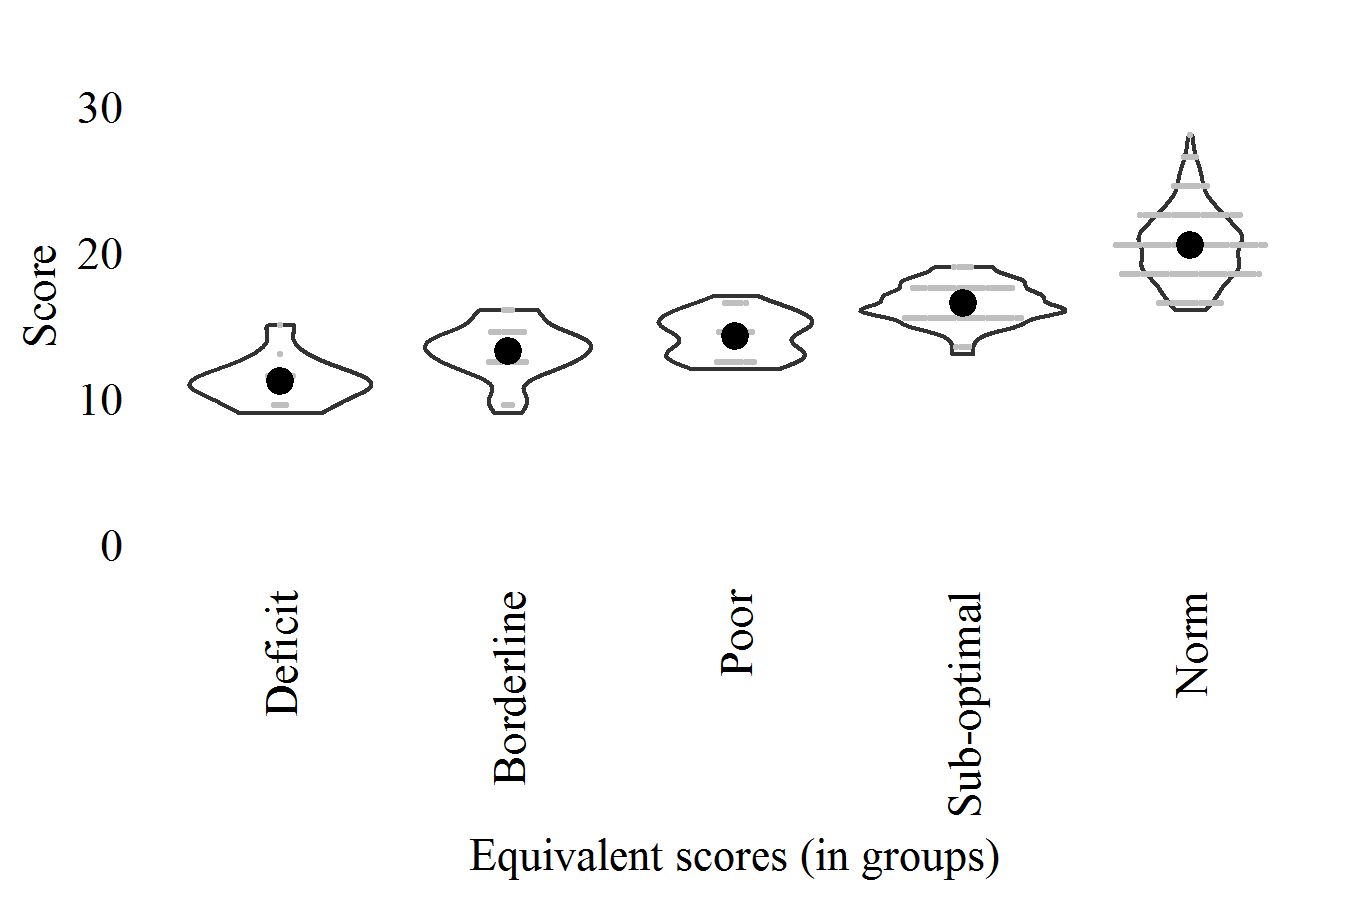 30
20
10
0
Score
Deficit
Borderline
Poor
Sub-optimal
Norm
Equivalent scores (in groups)